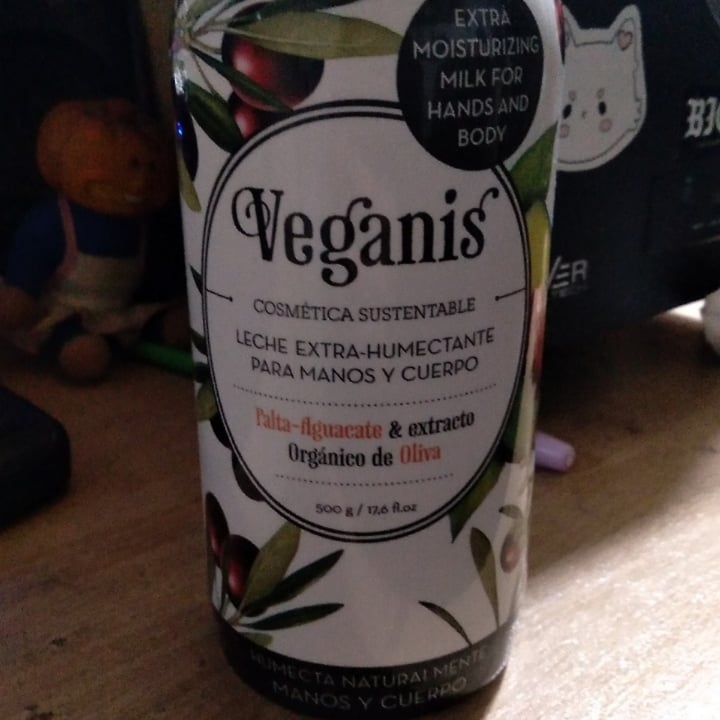 EXTRA
MOISTURIZING
MILK FOR
HANDS AND
BODY
Veganis
COSMÉTICA SUSTENTABLE
LECHE EXTRA-HUMECTANTE
PARA MANOS Y CUERPO
Palta-Aguacate & extracto
Orgánico de Oliva
500 g / 17,6 fl.oz
HUMECTA NATURALMENTE
MANOS Y CUERPO